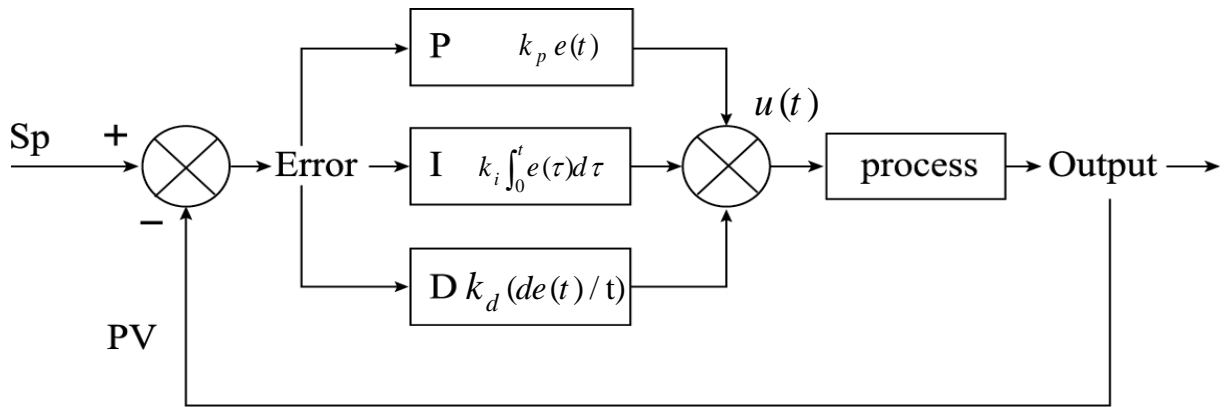 P k_p e(t)
u(t)
Sp + Error I k_i ∫_0^t e(τ)dτ process Output
−
D k_d (de(t)/t)
PV